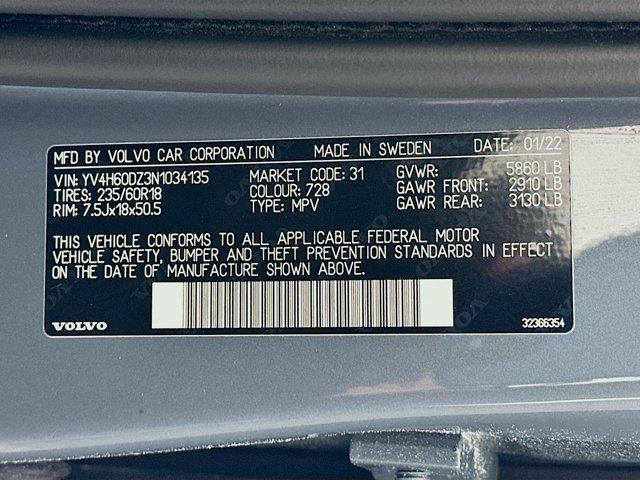 MFD BY VOLVO CAR CORPORATION MADE IN SWEDEN DATE: 01/22
VIN: YV4H60DZ3N1034135 MARKET CODE: 31 GVWR: 5860 LB
TIRES: 235/60R18 COLOUR: 728 GAWR FRONT: 2910 LB
RIM: 7.5Jx18x50.5 TYPE: MPV GAWR REAR: 3130 LB
THIS VEHICLE CONFORMS TO ALL APPLICABLE FEDERAL MOTOR
VEHICLE SAFETY, BUMPER AND THEFT PREVENTION STANDARDS IN EFFECT
ON THE DATE OF MANUFACTURE SHOWN ABOVE.
VOLVO 32366354